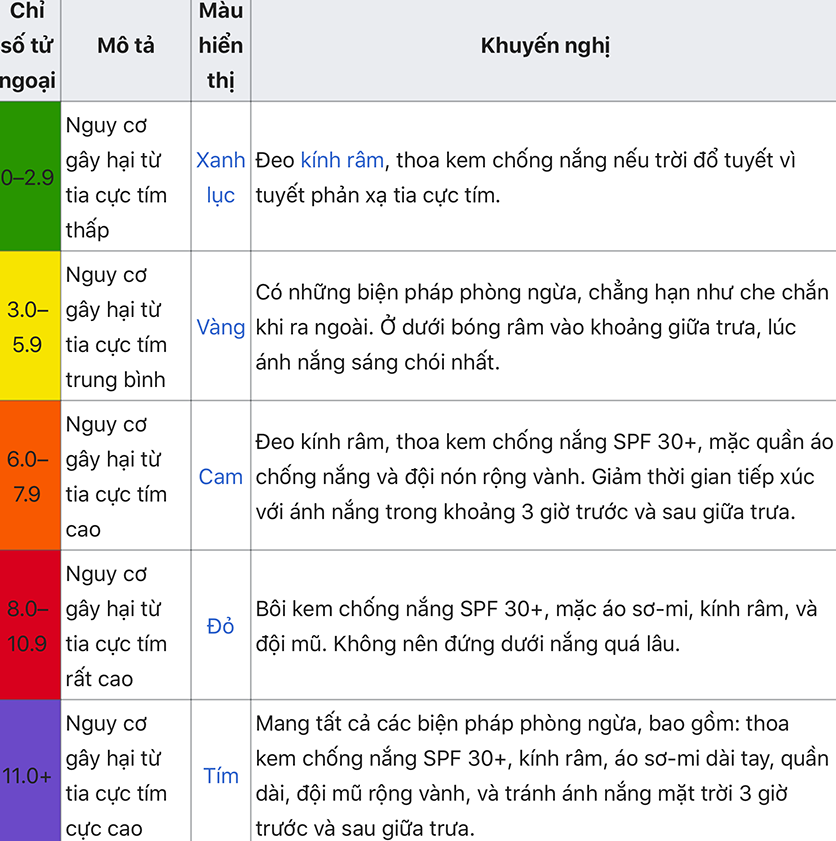 Chỉ
số tử
ngoại
Mô tả
Màu
hiển
thị
Khuyến nghị
0–2.9
Nguy cơ
gây hại từ
tia cực tím
thấp
Xanh
lục
Đeo kính râm, thoa kem chống nắng nếu trời đổ tuyết vì
tuyết phản xạ tia cực tím.
3.0–
5.9
Nguy cơ
gây hại từ
tia cực tím
trung bình
Vàng
Có những biện pháp phòng ngừa, chẳng hạn như che chắn
khi ra ngoài. Ở dưới bóng râm vào khoảng giữa trưa, lúc
ánh nắng sáng chói nhất.
6.0–
7.9
Nguy cơ
gây hại từ
tia cực tím
cao
Cam
Đeo kính râm, thoa kem chống nắng SPF 30+, mặc quần áo
chống nắng và đội nón rộng vành. Giảm thời gian tiếp xúc
với ánh nắng trong khoảng 3 giờ trước và sau giữa trưa.
8.0–
10.9
Nguy cơ
gây hại từ
tia cực tím
rất cao
Đỏ
Bôi kem chống nắng SPF 30+, mặc áo sơ-mi, kính râm, và
đội mũ. Không nên đứng dưới nắng quá lâu.
11.0+
Nguy cơ
gây hại từ
tia cực tím
cực cao
Tím
Mang tất cả các biện pháp phòng ngừa, bao gồm: thoa
kem chống nắng SPF 30+, kính râm, áo sơ-mi dài tay, quần
dài, đội mũ rộng vành, và tránh ánh nắng mặt trời 3 giờ
trước và sau giữa trưa.